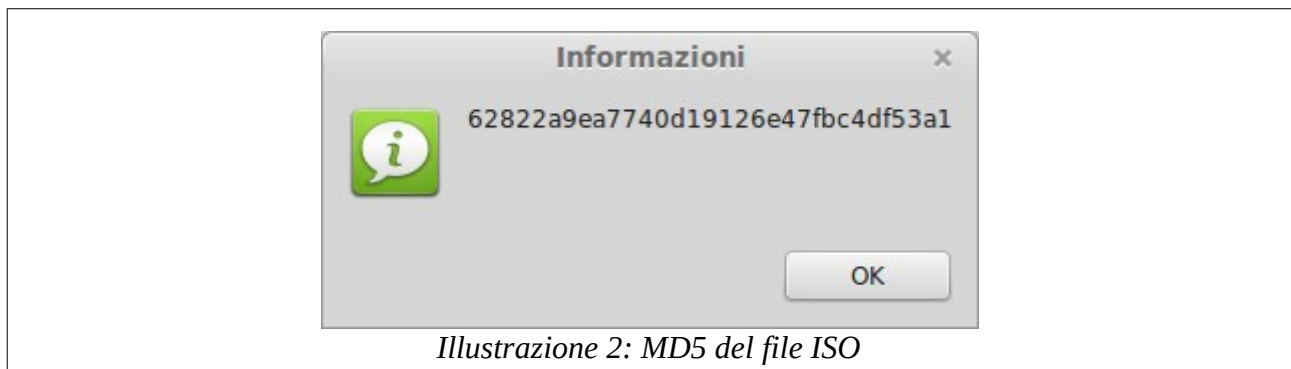 Informazioni
62822a9ea7740d19126e47fbc4df53a1
OK
Illustrazione 2: MD5 del file ISO